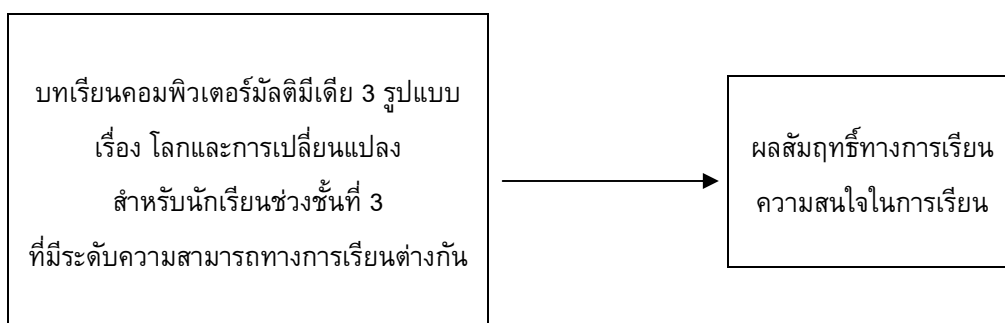 บทเรียนคอมพิวเตอร์มัลติมีเดีย 3 รูปแบบ
เรื่อง โลกและการเปลี่ยนแปลง
สำหรับนักเรียนช่วงชั้นที่ 3
ที่มีระดับความสามารถทางการเรียนต่างกัน
ผลสัมฤทธิ์ทางการเรียน
ความสนใจในการเรียน